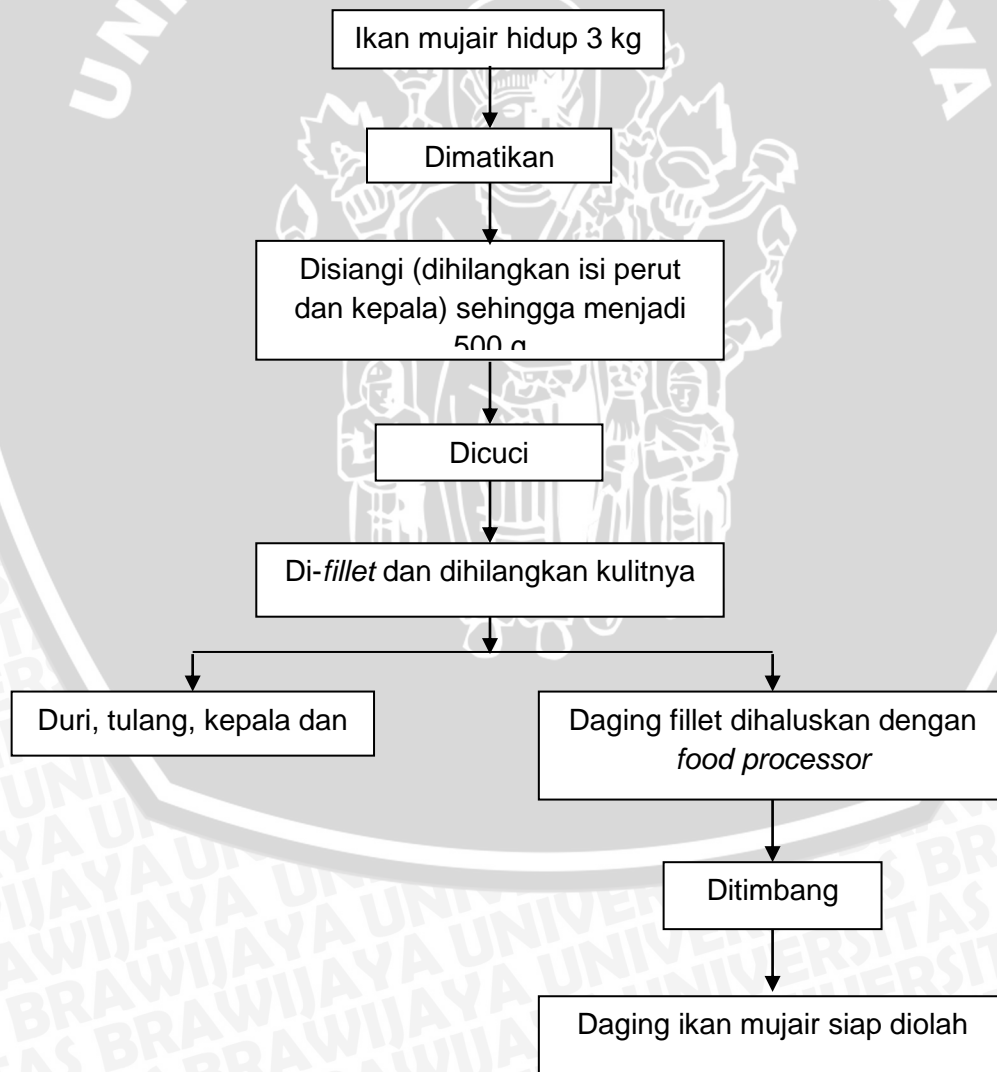 Ikan mujair hidup 3 kg
Dimatikan
Disiangi (dihilangkan isi perut
dan kepala) sehingga menjadi
500 g
Dicuci
Di-fillet dan dihilangkan kulitnya
Duri, tulang, kepala dan
Daging fillet dihaluskan dengan
food processor
Ditimbang
Daging ikan mujair siap diolah